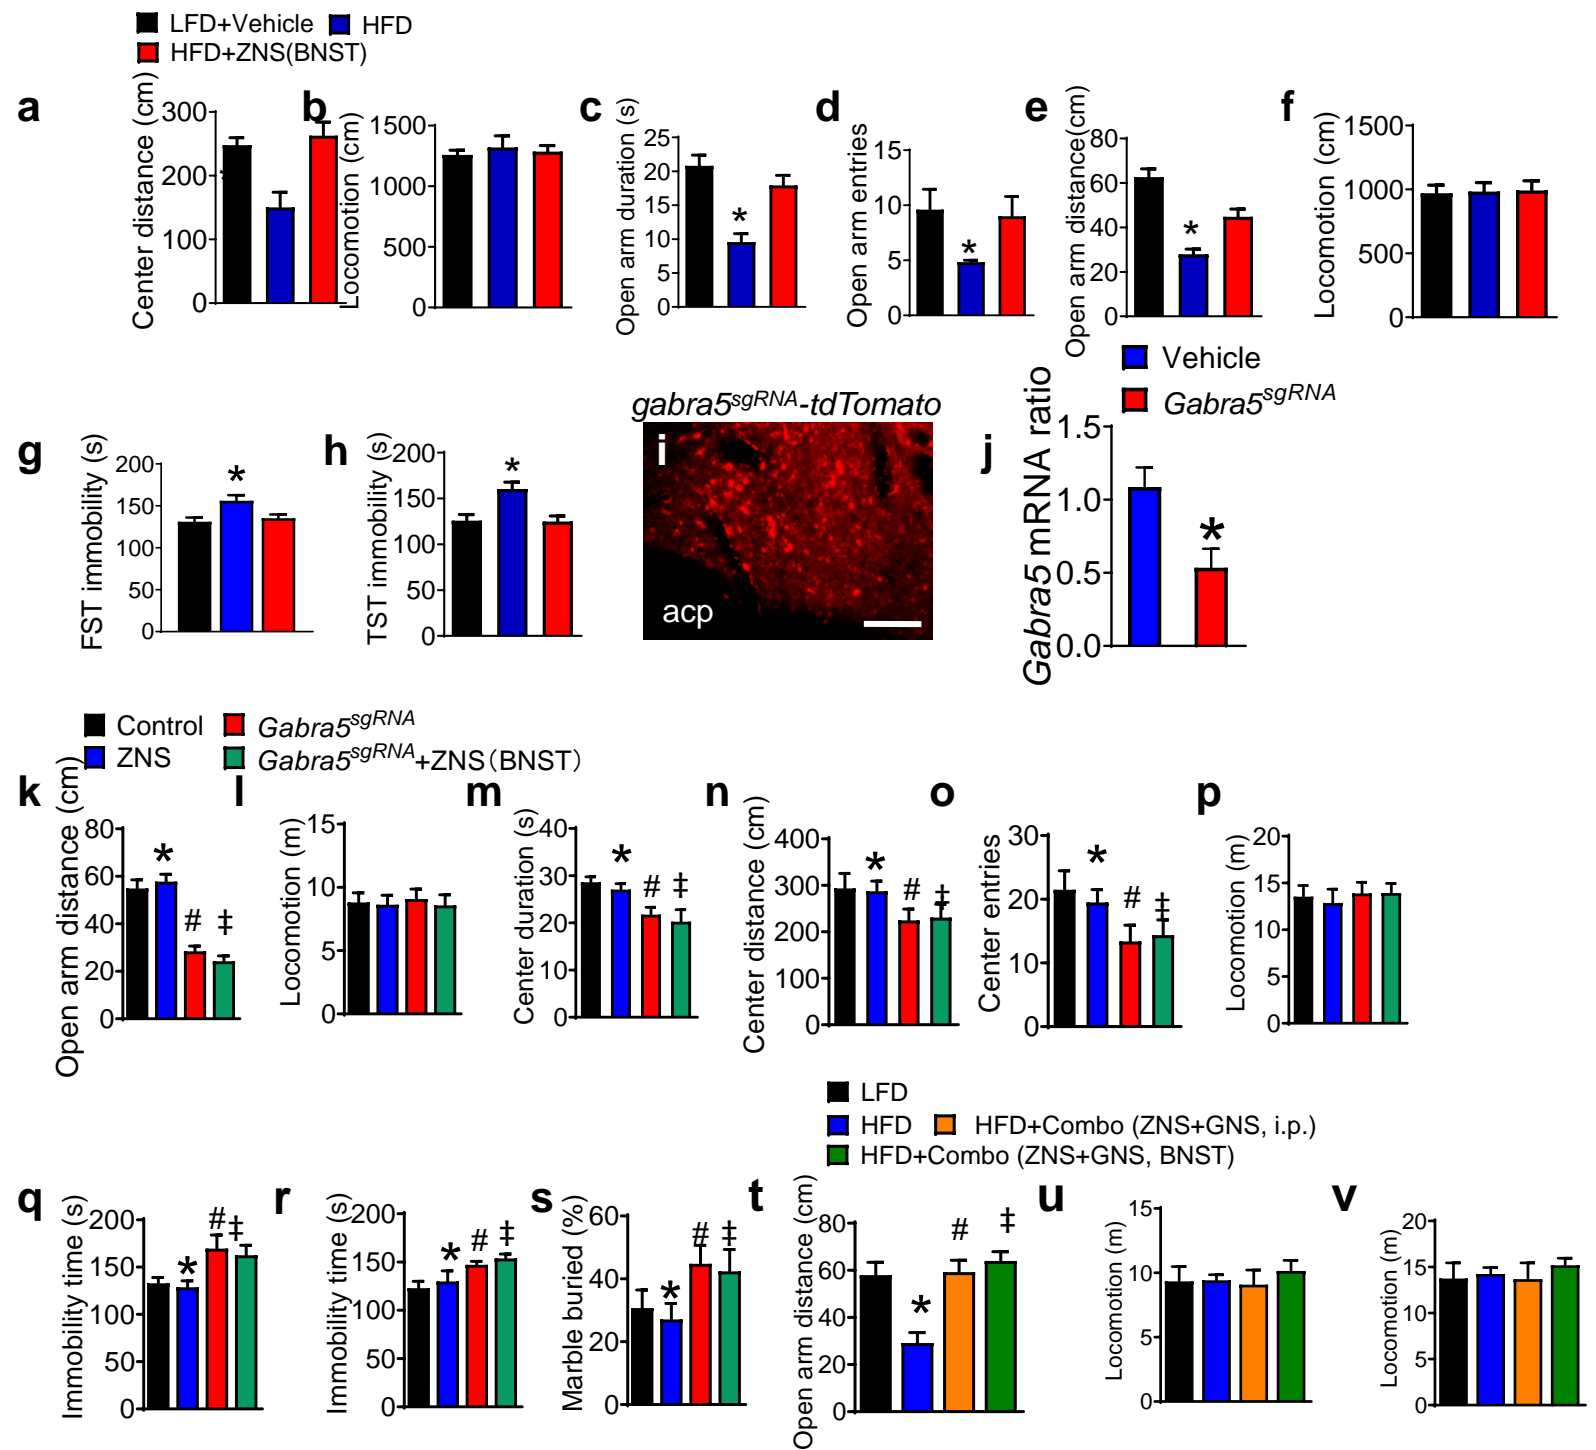 LFD+Vehicle HFD
HFD+ZNS(BNST)
a
Center distance (cm)
300
200
100
0
b
Locomotion (cm)
1500
1000
500
0
c
Open arm duration (s)
25
20
15
10
5
0
*
d
Open arm entries
15
10
5
0
*
e
Open arm distance(cm)
80
60
40
20
0
*
f
Locomotion (cm)
1500
1000
500
0
g
FST immobility (s)
200
150
100
50
0
*
h
TST immobility (s)
200
150
100
50
0
*
gabra5sgRNA-tdTomato
i
acp
Vehicle
Gabra5sgRNA
j
Gabra5 mRNA ratio
1.5
1.0
0.5
0.0
*
Control Gabra5sgRNA
ZNS Gabra5sgRNA+ZNS(BNST)
k
Open arm distance (cm)
80
60
40
20
0
* # ‡
l
Locomotion (m)
15
10
5
0
m
Center duration (s)
40
30
20
10
0
* # ‡
n
Center distance (cm)
400
300
200
100
0
* # ‡
o
Center entries
30
20
10
0
* # ‡
p
Locomotion (m)
20
15
10
5
0
LFD
HFD HFD+Combo (ZNS+GNS, i.p.)
HFD+Combo (ZNS+GNS, BNST)
q
Immobility time (s)
200
150
100
50
0
* # ‡
r
Immobility time (s)
200
150
100
50
0
* # ‡
s
Marble buried (%)
60
40
20
0
* # ‡
t
Open arm distance (cm)
80
60
40
20
0
* # ‡
u
Locomotion (m)
15
10
5
0
v
Locomotion (m)
20
15
10
5
0